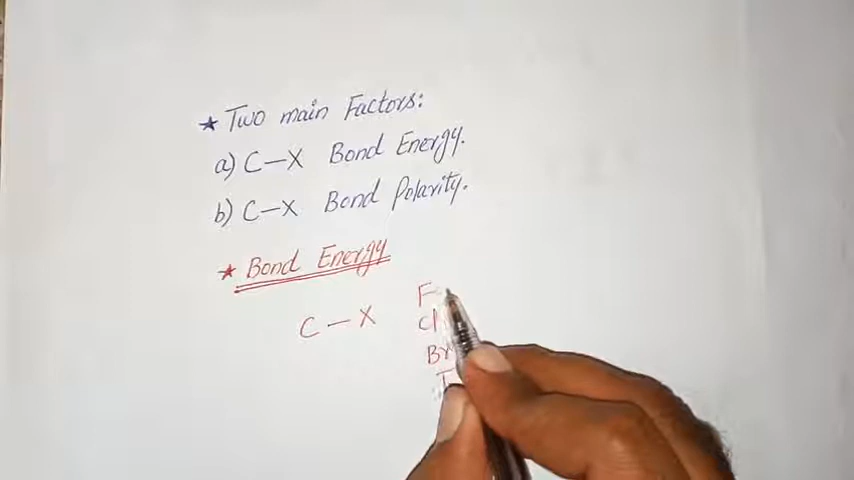 ★ Two main Factors:
a) C—X Bond Energy.
b) C—X Bond Polarity.
★ Bond Energy
C—X
F
Cl
Br
I